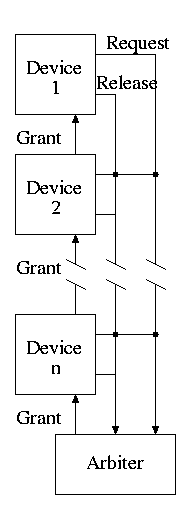 Request
Device
1
Release
Grant
Device
2
Grant
Device
n
Grant
Arbiter